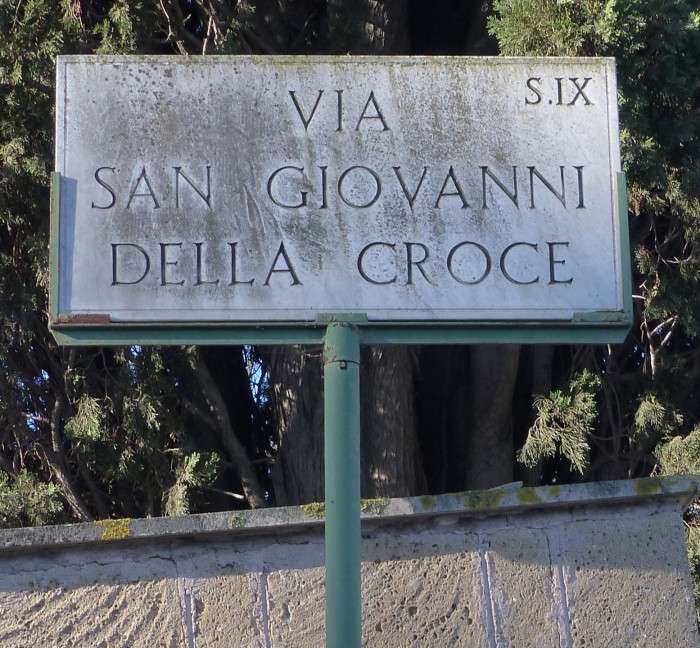 S.IX
VIA
SAN GIOVANNI
DELLA CROCE